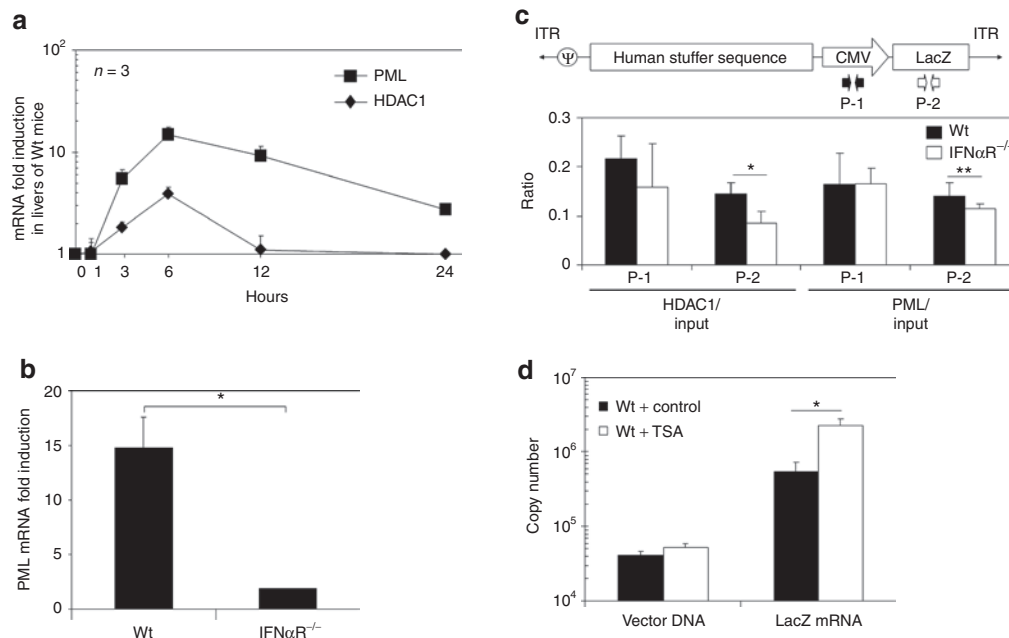 a
10²
n = 3
PML
HDAC1
mRNA fold induction
in livers of Wt mice
10
1
0 1 3 6 12 24
Hours
b
20
15
10
5
0
*
PML mRNA fold induction
Wt IFNαR⁻/⁻
c
ITR ITR
Ψ Human stuffer sequence CMV LacZ
P-1 P-2
0.3
0.2
0.1
0
Ratio
Wt
IFNαR⁻/⁻
* **
P-1 P-2 P-1 P-2
HDAC1/ PML/
input input
d
10⁷
10⁶
10⁵
10⁴
Copy number
Wt + control
Wt + TSA
*
Vector DNA LacZ mRNA